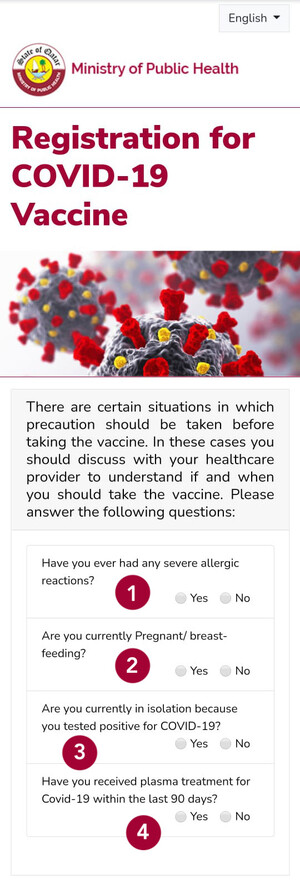 English
State of Qatar
MINISTRY OF PUBLIC HEALTH
Ministry of Public Health
Registration for
COVID-19
Vaccine
There are certain situations in which
precaution should be taken before
taking the vaccine. In these cases you
should discuss with your healthcare
provider to understand if and when
you should take the vaccine. Please
answer the following questions:
Have you ever had any severe allergic
reactions?
1
Yes No
Are you currently Pregnant/ breast-
feeding?
2
Yes No
Are you currently in isolation because
you tested positive for COVID-19?
3
Yes No
Have you received plasma treatment for
Covid-19 within the last 90 days?
4
Yes No